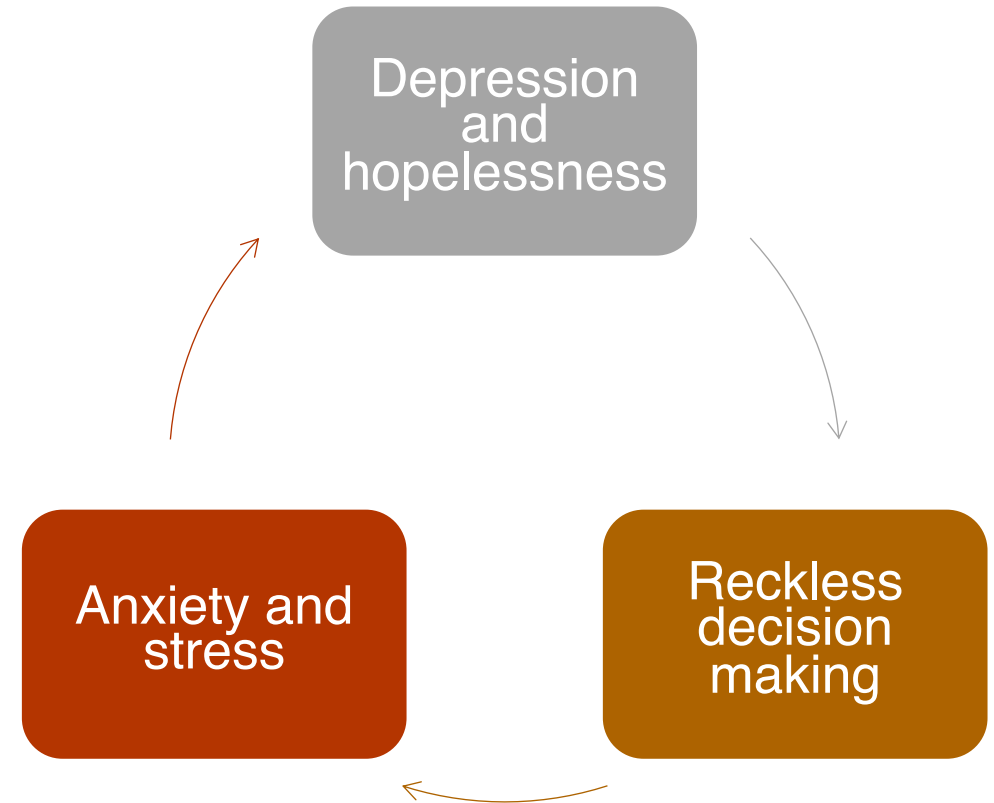 Depression
and
hopelessness
Reckless
decision
making
Anxiety and
stress